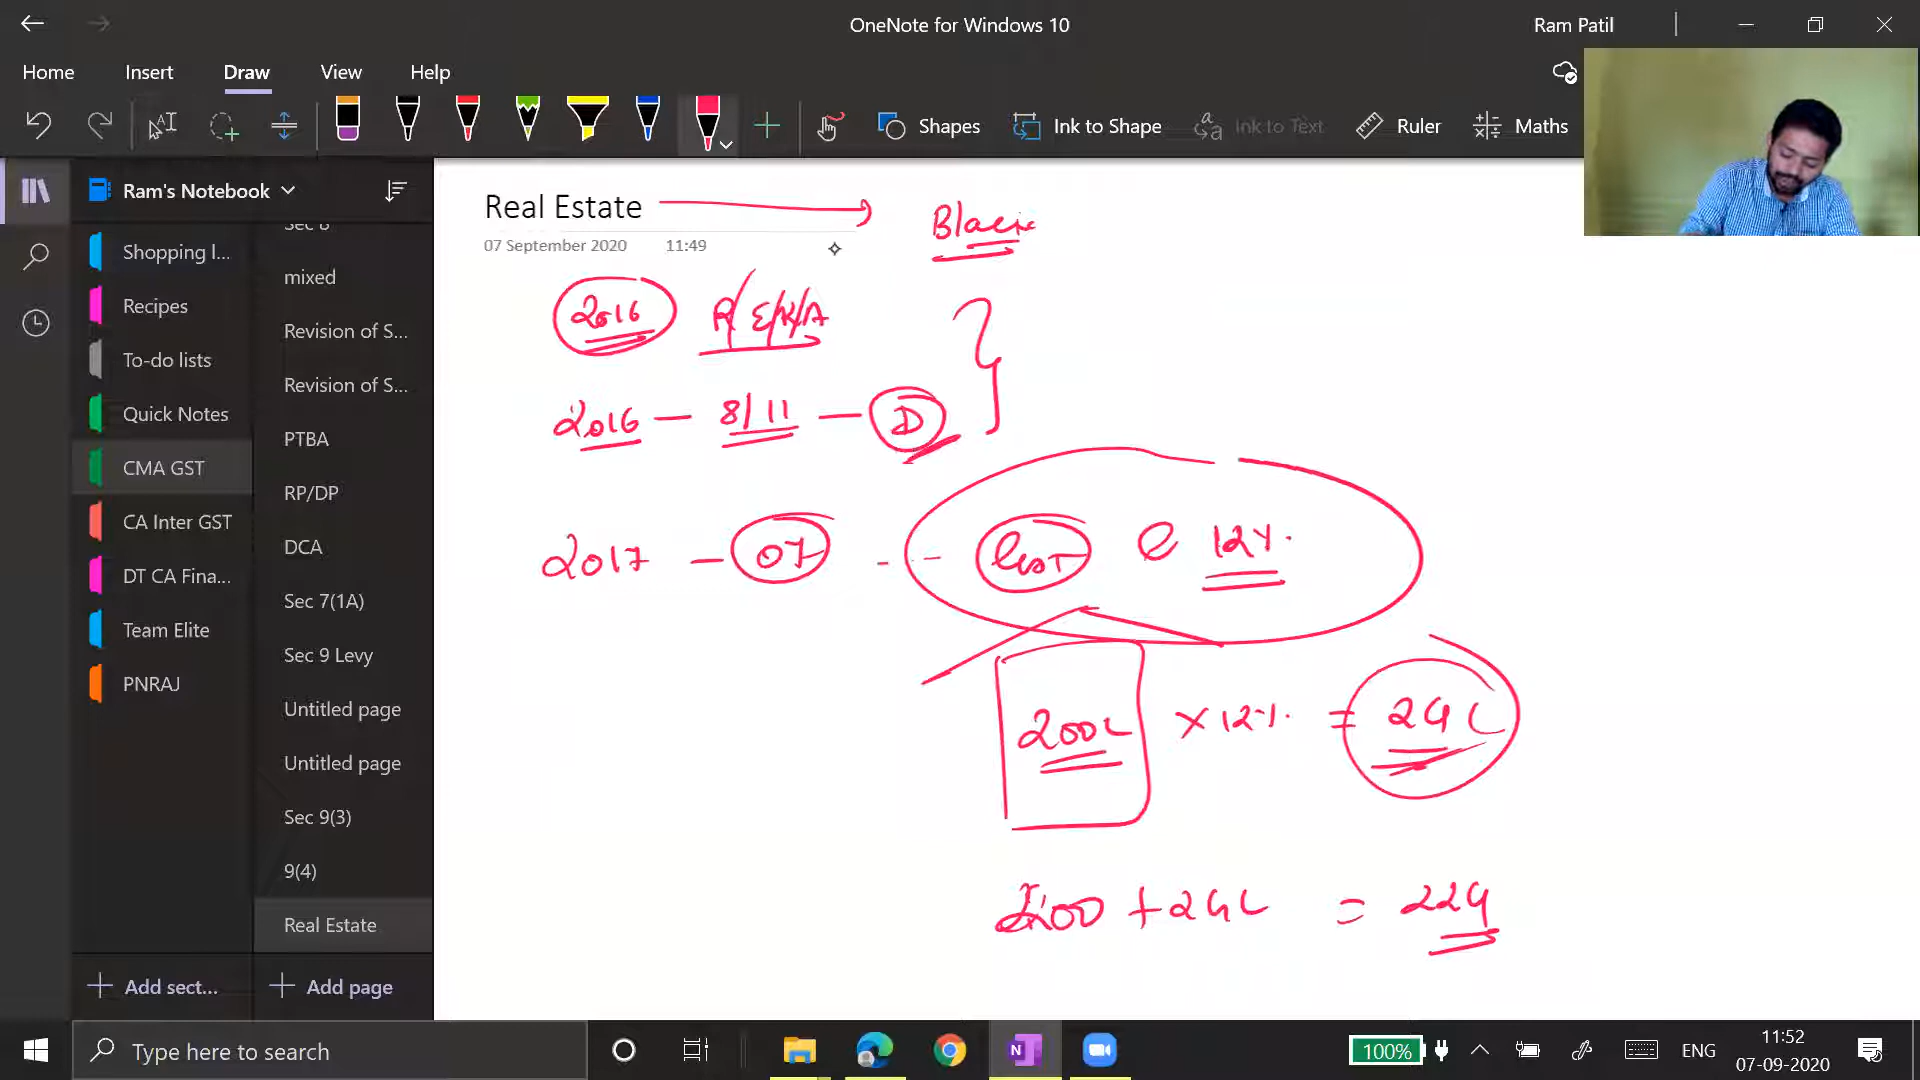 OneNote for Windows 10
Ram Patil
Home Insert Draw View Help
Shapes Ink to Shape Ink to Text Ruler Maths
Ram's Notebook
Shopping l...
Recipes
To-do lists
Quick Notes
CMA GST
CA Inter GST
DT CA Fina...
Team Elite
PNRAJ
Add sect...
Sec 8
mixed
Revision of S...
Revision of S...
PTBA
RP/DP
DCA
Sec 7(1A)
Sec 9 Levy
Untitled page
Untitled page
Sec 9(3)
9(4)
Real Estate
Add page
Real Estate
07 September 2020 11:49
2016
2016 — 8/11 — D
2017 - 07 - - GST @ 12%.
200L × 12%. = 24L
200 + 24L = 224
Type here to search
100%
ENG
11:52
07-09-2020